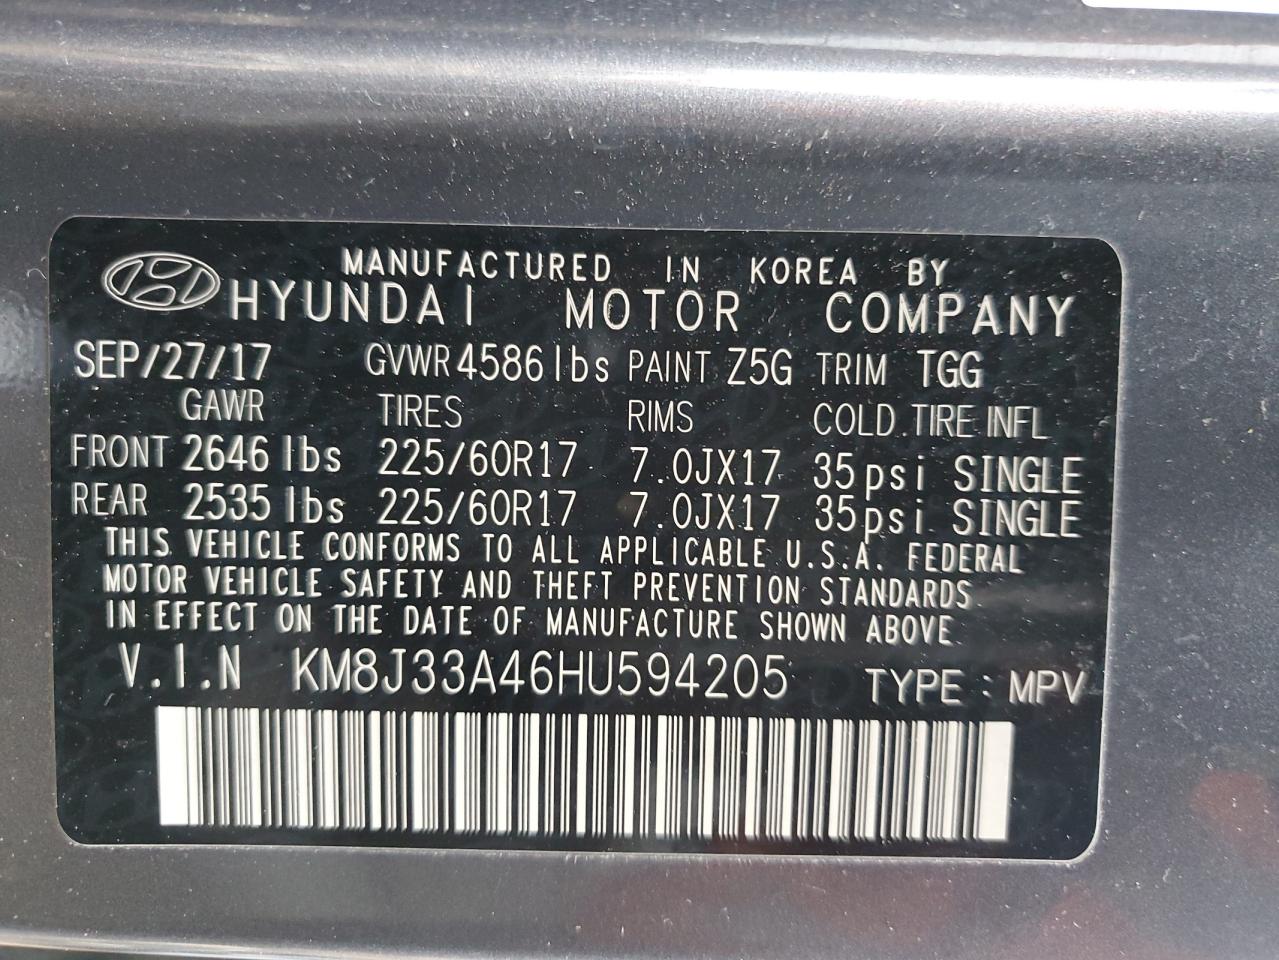 MANUFACTURED IN KOREA BY
HYUNDAI MOTOR COMPANY
SEP/27/17 GVWR 4586 lbs PAINT Z5G TRIM TGG
GAWR TIRES RIMS COLD TIRE INFL
FRONT 2646 lbs 225/60R17 7.0JX17 35psi SINGLE
REAR 2535 lbs 225/60R17 7.0JX17 35psi SINGLE
THIS VEHICLE CONFORMS TO ALL APPLICABLE U.S.A. FEDERAL
MOTOR VEHICLE SAFETY AND THEFT PREVENTION STANDARDS
IN EFFECT ON THE DATE OF MANUFACTURE SHOWN ABOVE
V.I.N KM8J33A46HU594205 TYPE : MPV